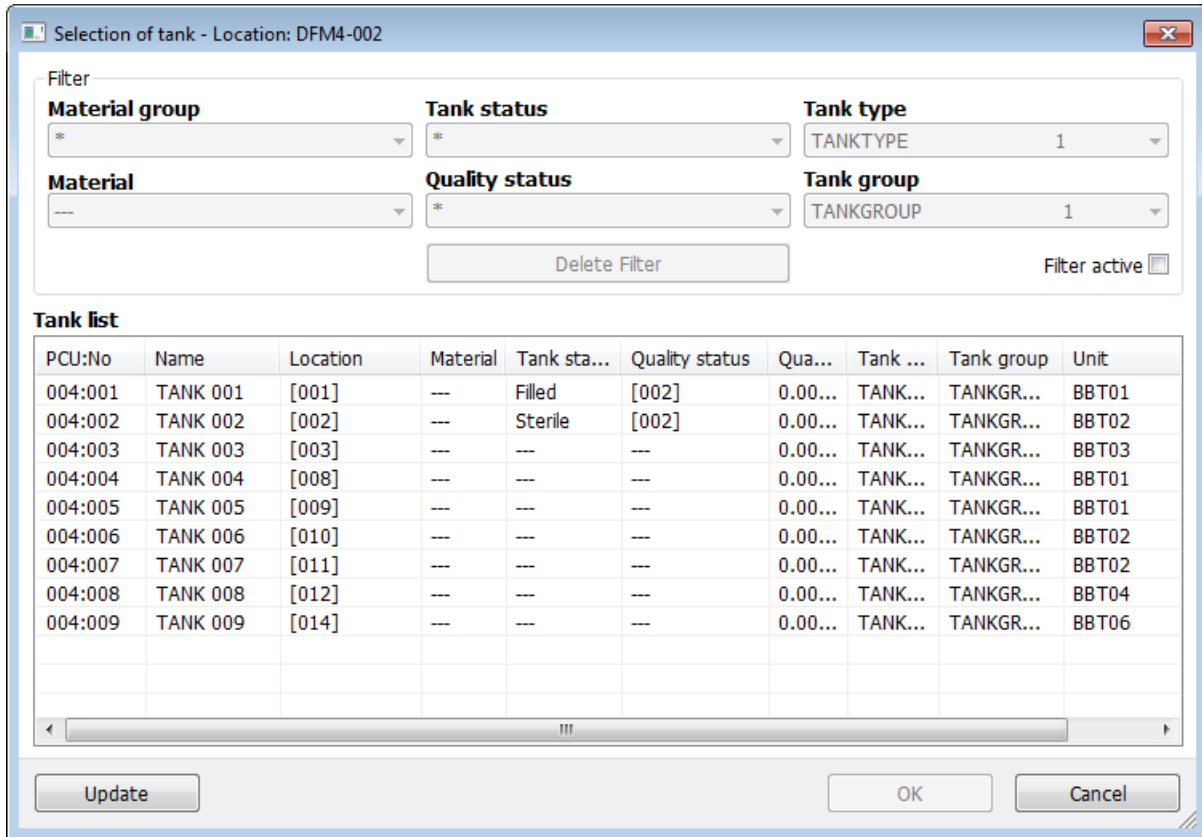 Selection of tank - Location: DFM4-002
Filter
Material group Tank status Tank type
* * TANKTYPE 1
Material Quality status Tank group
--- * TANKGROUP 1
Delete Filter Filter active
Tank list
PCU:No Name Location Material Tank sta... Quality status Qua... Tank ... Tank group Unit
004:001 TANK 001 [001] --- Filled [002] 0.00... TANK... TANKGR... BBT01
004:002 TANK 002 [002] --- Sterile [002] 0.00... TANK... TANKGR... BBT02
004:003 TANK 003 [003] --- --- --- 0.00... TANK... TANKGR... BBT03
004:004 TANK 004 [008] --- --- --- 0.00... TANK... TANKGR... BBT01
004:005 TANK 005 [009] --- --- --- 0.00... TANK... TANKGR... BBT01
004:006 TANK 006 [010] --- --- --- 0.00... TANK... TANKGR... BBT02
004:007 TANK 007 [011] --- --- --- 0.00... TANK... TANKGR... BBT02
004:008 TANK 008 [012] --- --- --- 0.00... TANK... TANKGR... BBT04
004:009 TANK 009 [014] --- --- --- 0.00... TANK... TANKGR... BBT06
Update OK Cancel